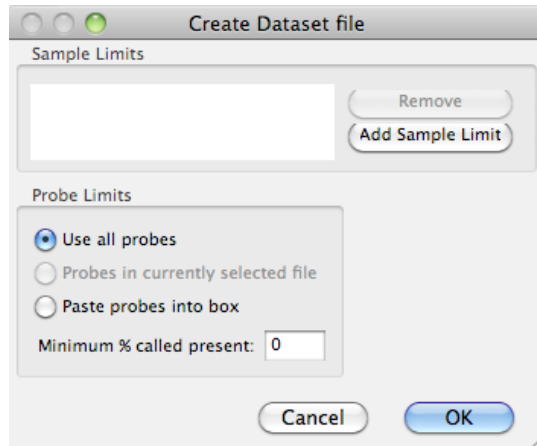 Create Dataset file
Sample Limits
Remove
Add Sample Limit
Probe Limits
Use all probes
Probes in currently selected file
Paste probes into box
Minimum % called present: 0
Cancel OK